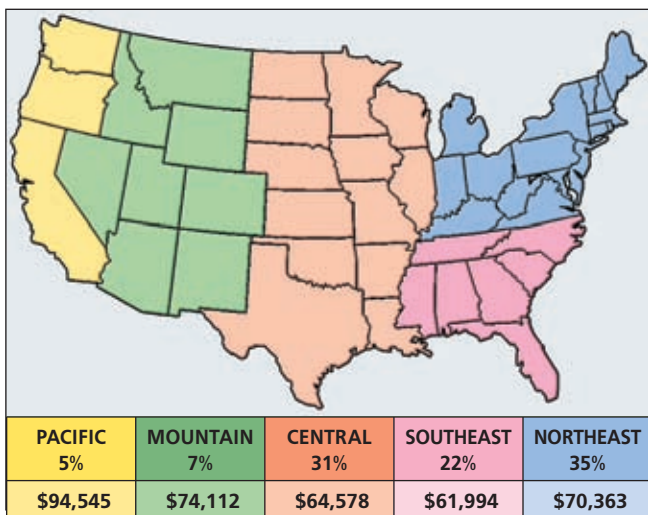 PACIFIC MOUNTAIN CENTRAL SOUTHEAST NORTHEAST
5% 7% 31% 22% 35%
$94,545 $74,112 $64,578 $61,994 $70,363